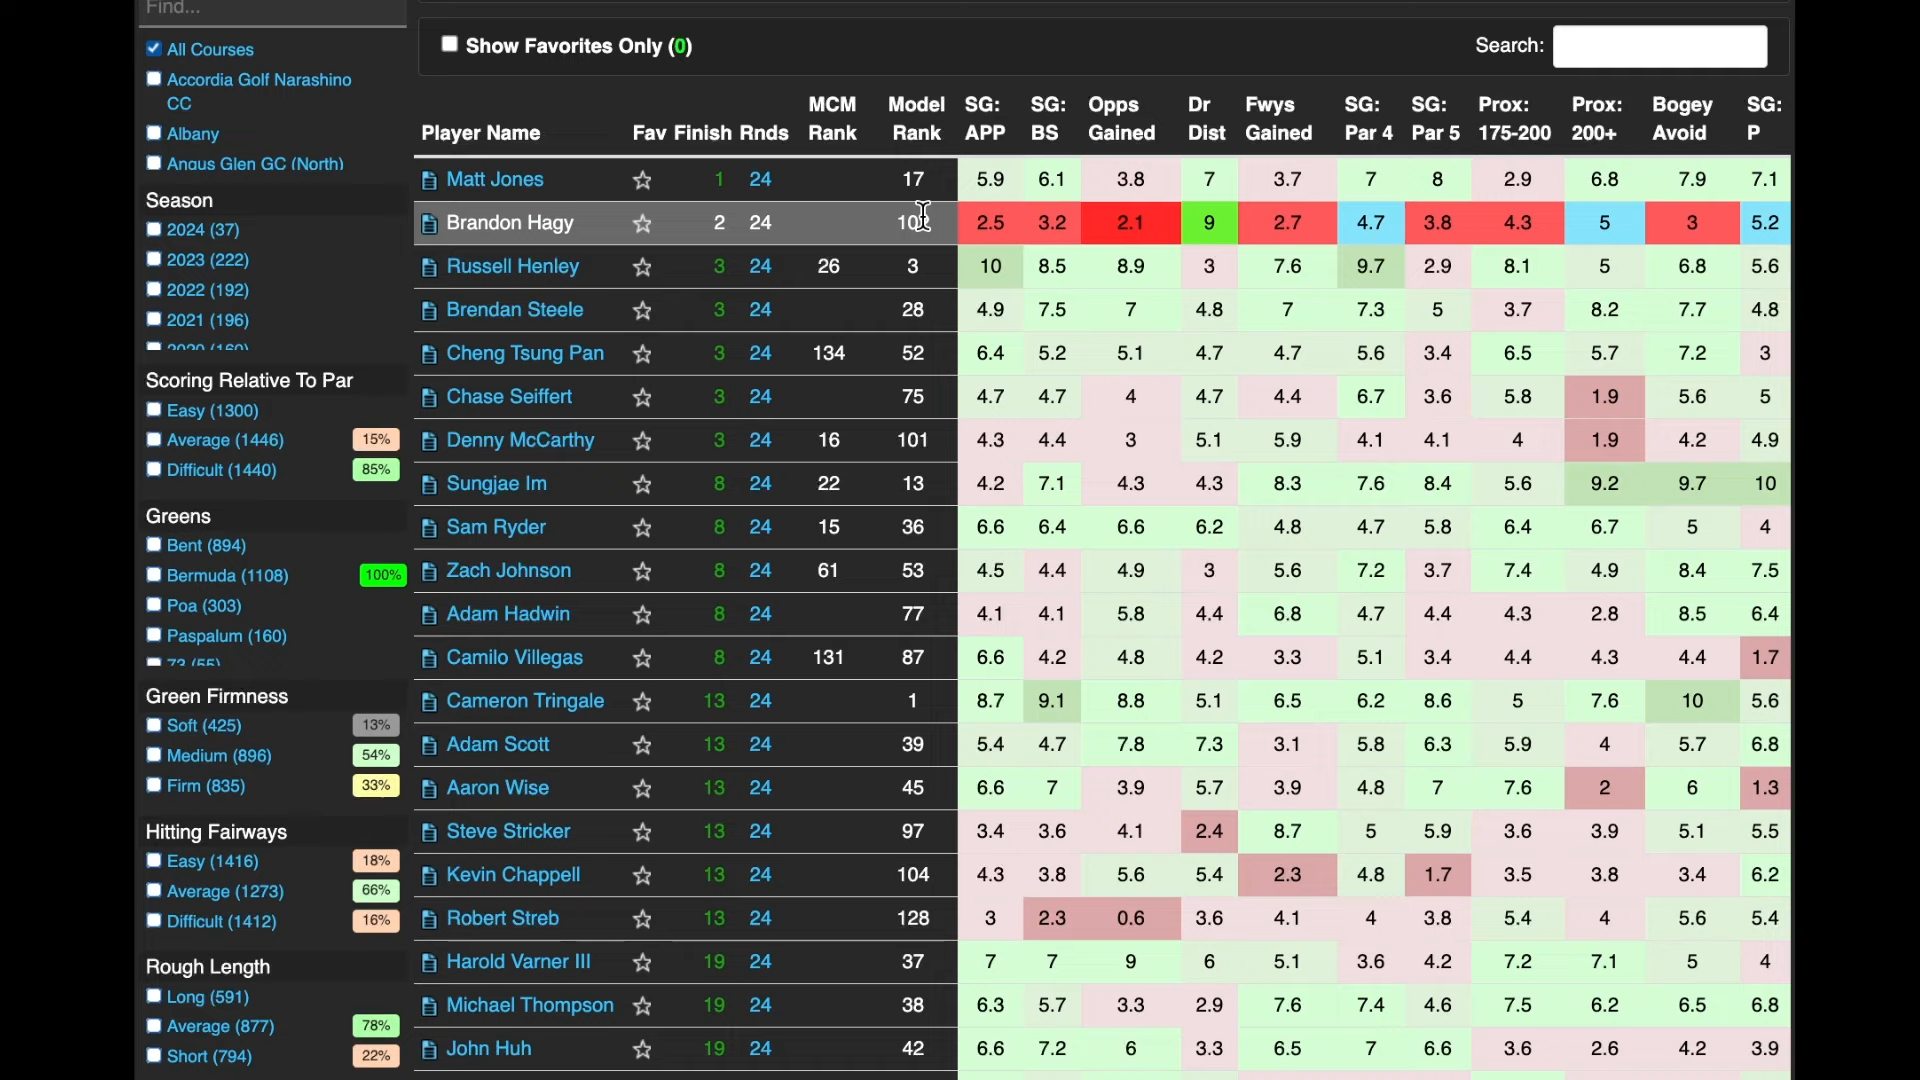 Find...
All Courses
Accordia Golf Narashino
CC
Albany
Angus Glen GC (North)
Season
2024 (37)
2023 (222)
2022 (192)
2021 (196)
2020 (160)
Scoring Relative To Par
Easy (1300)
Average (1446) 15%
Difficult (1440) 85%
Greens
Bent (894)
Bermuda (1108) 100%
Poa (303)
Paspalum (160)
Green Firmness
Soft (425) 13%
Medium (896) 54%
Firm (835) 33%
Hitting Fairways
Easy (1416) 18%
Average (1273) 66%
Difficult (1412) 16%
Rough Length
Long (591)
Average (877) 78%
Short (794) 22%
Show Favorites Only (0) Search:
MCM Model SG: SG: Opps Dr Fwys SG: SG: Prox: Prox: Bogey SG:
Player Name Fav Finish Rnds Rank Rank APP BS Gained Dist Gained Par 4 Par 5 175-200 200+ Avoid P
Matt Jones 1 24 17 5.9 6.1 3.8 7 3.7 7 8 2.9 6.8 7.9 7.1
Brandon Hagy 2 24 2.5 3.2 2.1 9 2.7 4.7 3.8 4.3 5 3 5.2
Russell Henley 3 24 26 3 10 8.5 8.9 3 7.6 9.7 2.9 8.1 5 6.8 5.6
Brendan Steele 3 24 28 4.9 7.5 7 4.8 7 7.3 5 3.7 8.2 7.7 4.8
Cheng Tsung Pan 3 24 134 52 6.4 5.2 5.1 4.7 4.7 5.6 3.4 6.5 5.7 7.2 3
Chase Seiffert 3 24 75 4.7 4.7 4 4.7 4.4 6.7 3.6 5.8 1.9 5.6 5
Denny McCarthy 3 24 16 101 4.3 4.4 3 5.1 5.9 4.1 4.1 4 1.9 4.2 4.9
Sungjae Im 8 24 22 13 4.2 7.1 4.3 4.3 8.3 7.6 8.4 5.6 9.2 9.7 10
Sam Ryder 8 24 15 36 6.6 6.4 6.6 6.2 4.8 4.7 5.8 6.4 6.7 5 4
Zach Johnson 8 24 61 53 4.5 4.4 4.9 3 5.6 7.2 3.7 7.4 4.9 8.4 7.5
Adam Hadwin 8 24 77 4.1 4.1 5.8 4.4 6.8 4.7 4.4 4.3 2.8 8.5 6.4
Camilo Villegas 8 24 131 87 6.6 4.2 4.8 4.2 3.3 5.1 3.4 4.4 4.3 4.4 1.7
Cameron Tringale 13 24 1 8.7 9.1 8.8 5.1 6.5 6.2 8.6 5 7.6 10 5.6
Adam Scott 13 24 39 5.4 4.7 7.8 7.3 3.1 5.8 6.3 5.9 4 5.7 6.8
Aaron Wise 13 24 45 6.6 7 3.9 5.7 3.9 4.8 7 7.6 2 6 1.3
Steve Stricker 13 24 97 3.4 3.6 4.1 2.4 8.7 5 5.9 3.6 3.9 5.1 5.5
Kevin Chappell 13 24 104 4.3 3.8 5.6 5.4 2.3 4.8 1.7 3.5 3.8 3.4 6.2
Robert Streb 13 24 128 3 2.3 0.6 3.6 4.1 4 3.8 5.4 4 5.6 5.4
Harold Varner III 19 24 37 7 7 9 6 5.1 3.6 4.2 7.2 7.1 5 4
Michael Thompson 19 24 38 6.3 5.7 3.3 2.9 7.6 7.4 4.6 7.5 6.2 6.5 6.8
John Huh 19 24 42 6.6 7.2 6 3.3 6.5 7 6.6 3.6 2.6 4.2 3.9